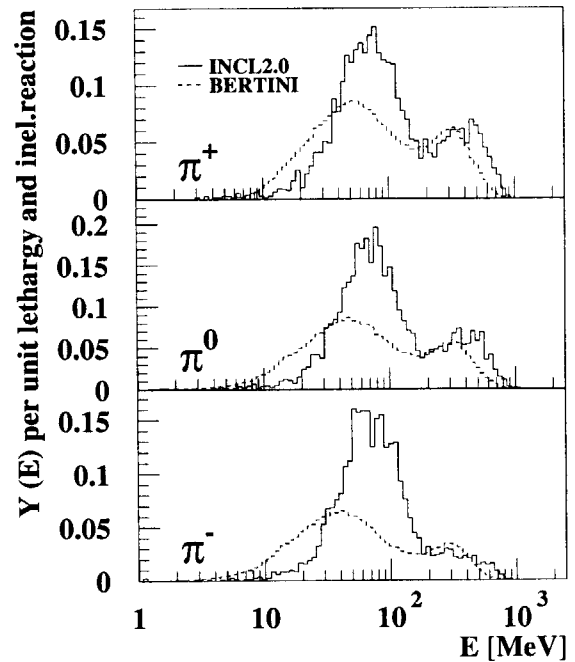 Y (E) per unit lethargy and inel.reaction
0.15
0.1
0.05
0
INCL2.0
BERTINI
π+
0.2
0.15
0.1
0.05
0
π0
0.15
0.1
0.05
0
π-
1
10
10²
10³
E [MeV]